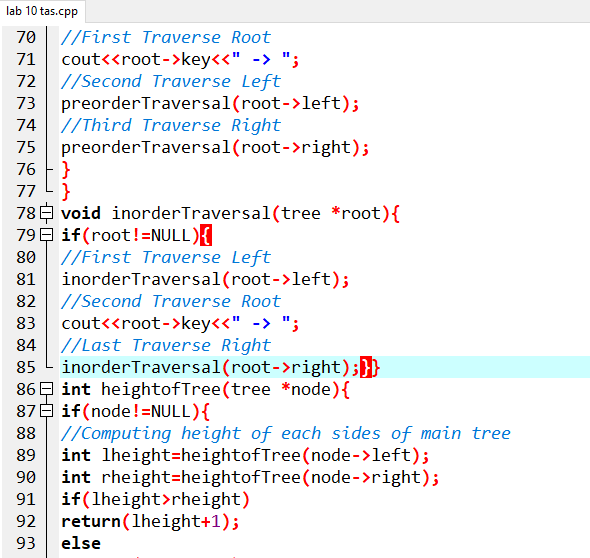 lab 10 tas.cpp
70 //First Traverse Root
71 cout<<root->key<<" -> ";
72 //Second Traverse Left
73 preorderTraversal(root->left);
74 //Third Traverse Right
75 preorderTraversal(root->right);
76 }
77 }
78 void inorderTraversal(tree *root){
79 if(root!=NULL){
80 //First Traverse Left
81 inorderTraversal(root->left);
82 //Second Traverse Root
83 cout<<root->key<<" -> ";
84 //Last Traverse Right
85 inorderTraversal(root->right);}}
86 int heightofTree(tree *node){
87 if(node!=NULL){
88 //Computing height of each sides of main tree
89 int lheight=heightofTree(node->left);
90 int rheight=heightofTree(node->right);
91 if(lheight>rheight)
92 return(lheight+1);
93 else